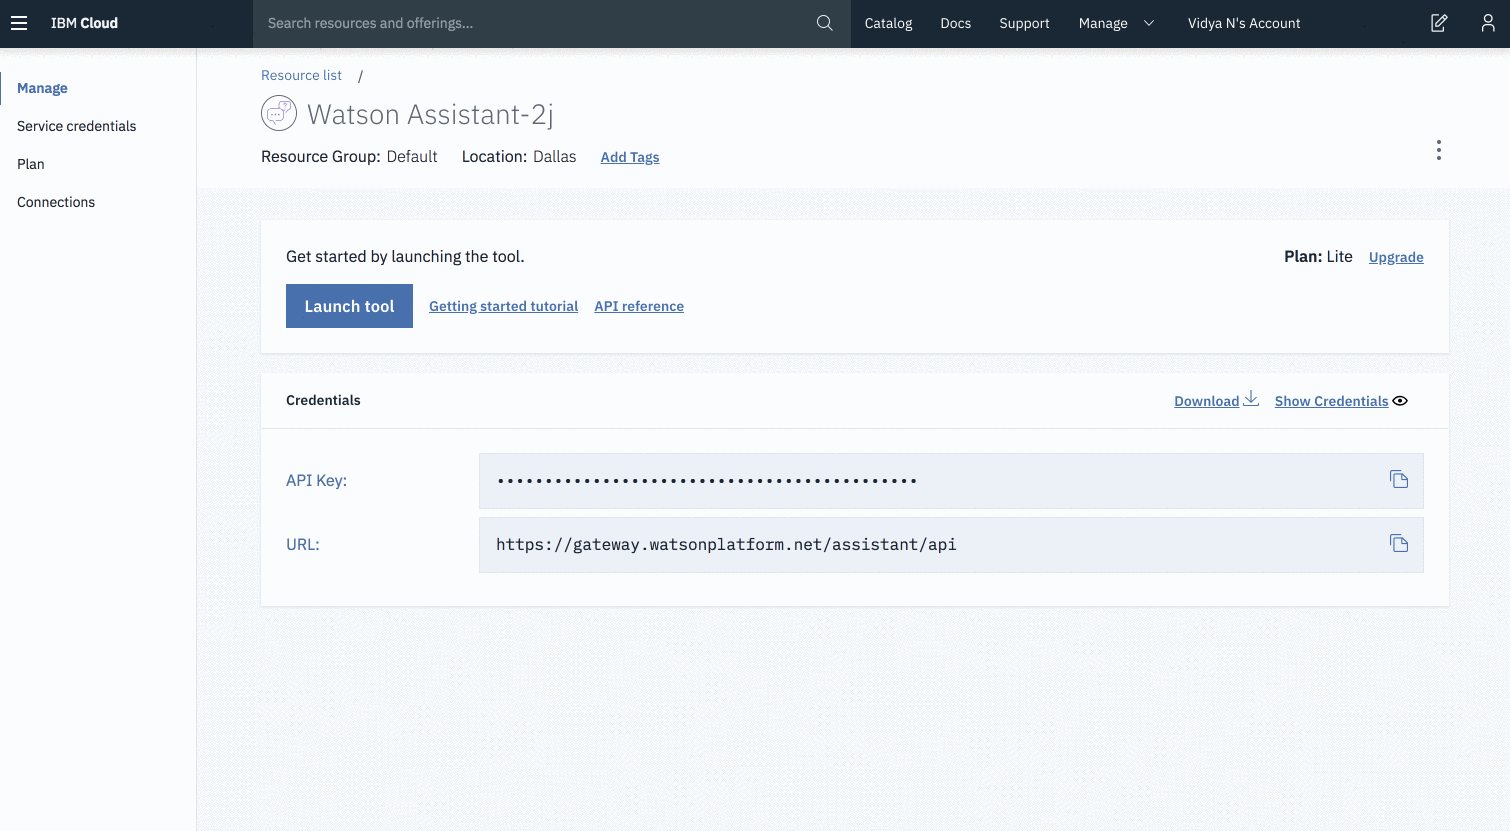 IBM Cloud
Search resources and offerings...
Catalog
Docs
Support
Manage
Vidya N's Account
Manage
Service credentials
Plan
Connections
Resource list /
Watson Assistant-2j
Resource Group: Default Location: Dallas Add Tags
Get started by launching the tool.
Plan: Lite Upgrade
Launch tool
Getting started tutorial
API reference
Credentials
Download
Show Credentials
API Key:
••••••••••••••••••••••••••••••••••••••••••••
URL:
https://gateway.watsonplatform.net/assistant/api